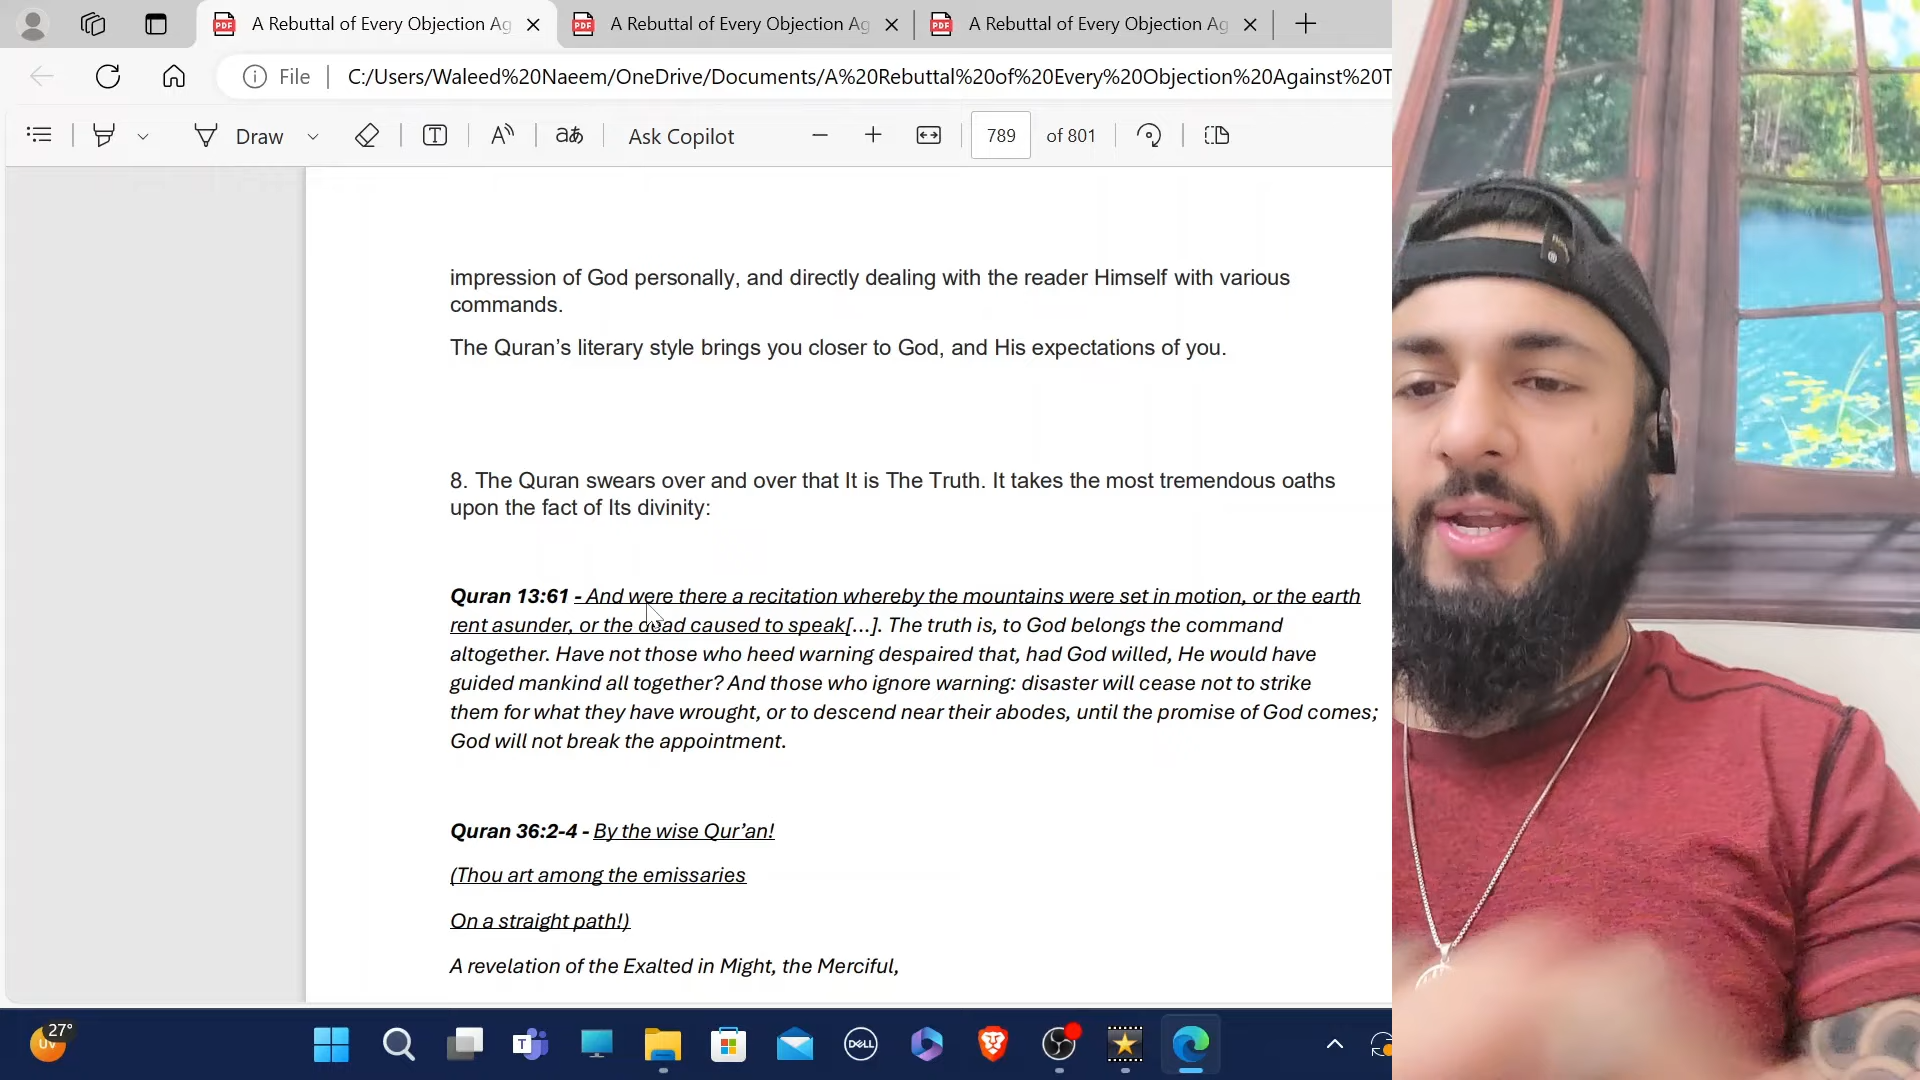 A Rebuttal of Every Objection Ag
A Rebuttal of Every Objection Ag
A Rebuttal of Every Objection Ag
File
C:/Users/Waleed%20Naeem/OneDrive/Documents/A%20Rebuttal%20of%20Every%20Objection%20Against%20T
Draw
aあ
Ask Copilot
789 of 801
impression of God personally, and directly dealing with the reader Himself with various
commands.
The Quran’s literary style brings you closer to God, and His expectations of you.
8. The Quran swears over and over that It is The Truth. It takes the most tremendous oaths
upon the fact of Its divinity:
Quran 13:61 - And were there a recitation whereby the mountains were set in motion, or the earth
rent asunder, or the dead caused to speak[...]. The truth is, to God belongs the command
altogether. Have not those who heed warning despaired that, had God willed, He would have
guided mankind all together? And those who ignore warning: disaster will cease not to strike
them for what they have wrought, or to descend near their abodes, until the promise of God comes;
God will not break the appointment.
Quran 36:2-4 - By the wise Qur’an!
(Thou art among the emissaries
On a straight path!)
A revelation of the Exalted in Might, the Merciful,
27°
UV
DELL